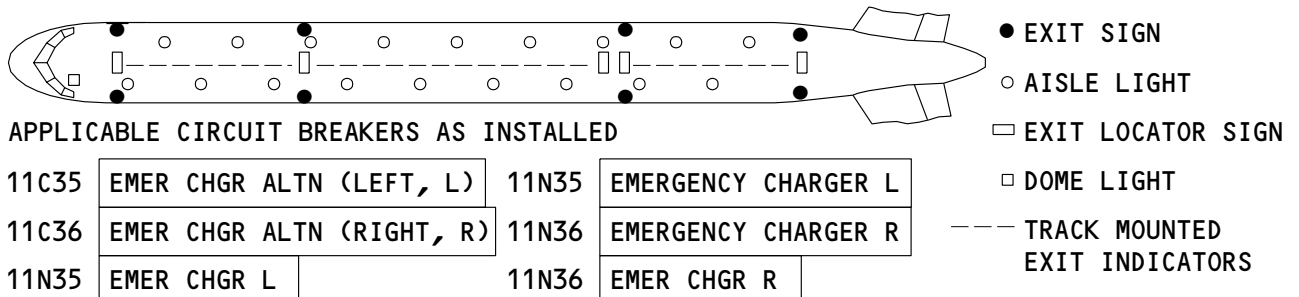 EXIT SIGN
AISLE LIGHT
EXIT LOCATOR SIGN
DOME LIGHT
TRACK MOUNTED
EXIT INDICATORS
APPLICABLE CIRCUIT BREAKERS AS INSTALLED
11C35 EMER CHGR ALTN (LEFT, L) 11N35 EMERGENCY CHARGER L
11C36 EMER CHGR ALTN (RIGHT, R) 11N36 EMERGENCY CHARGER R
11N35 EMER CHGR L 11N36 EMER CHGR R